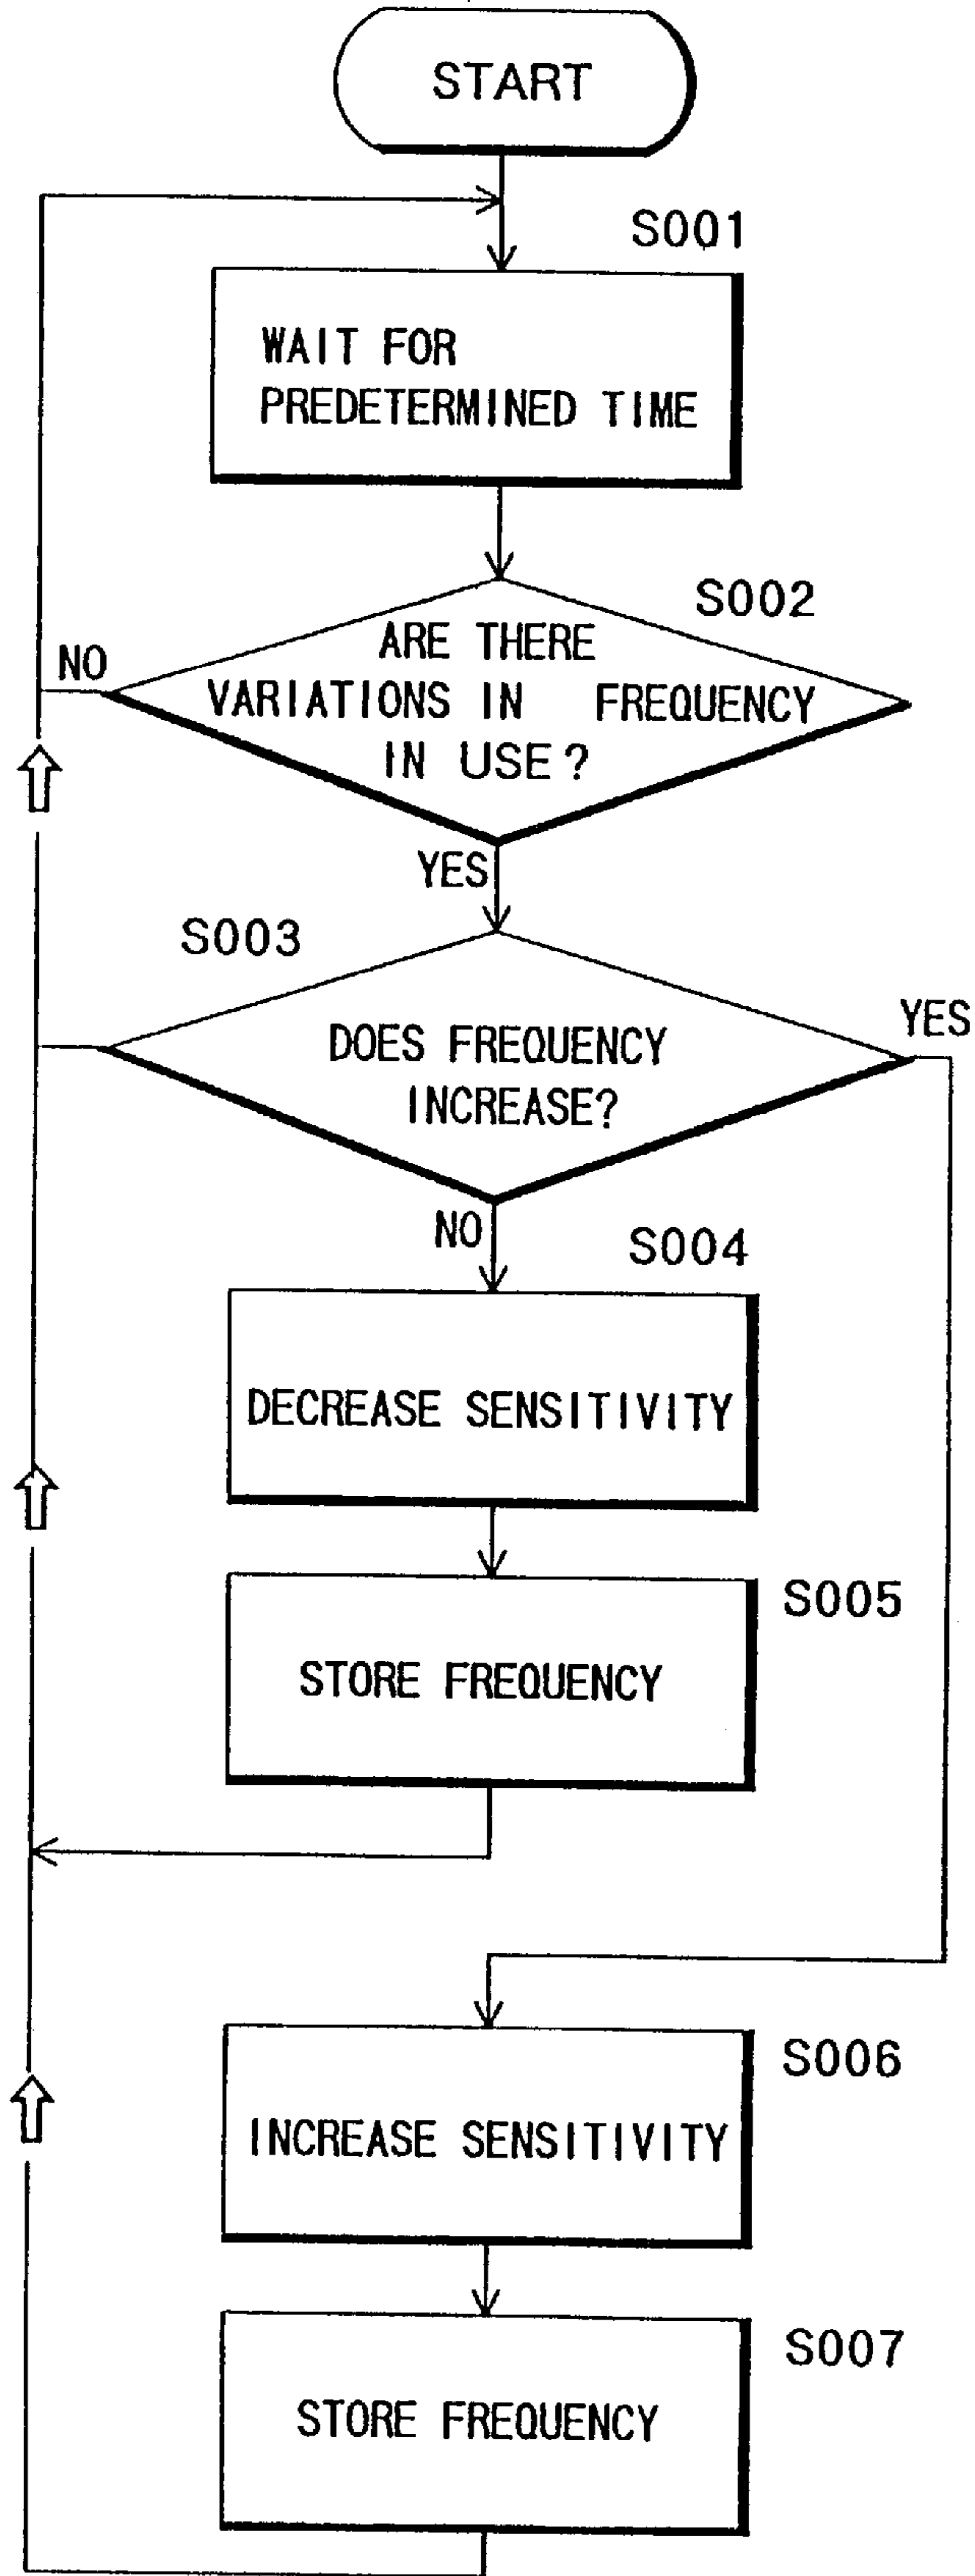 START
S001
WAIT FOR
PREDETERMINED TIME
S002
ARE THERE
NO
VARIATIONS IN FREQUENCY
IN USE?
YES
S003
YES
DOES FREQUENCY
INCREASE?
NO
S004
DECREASE SENSITIVITY
S005
STORE FREQUENCY
S006
INCREASE SENSITIVITY
S007
STORE FREQUENCY